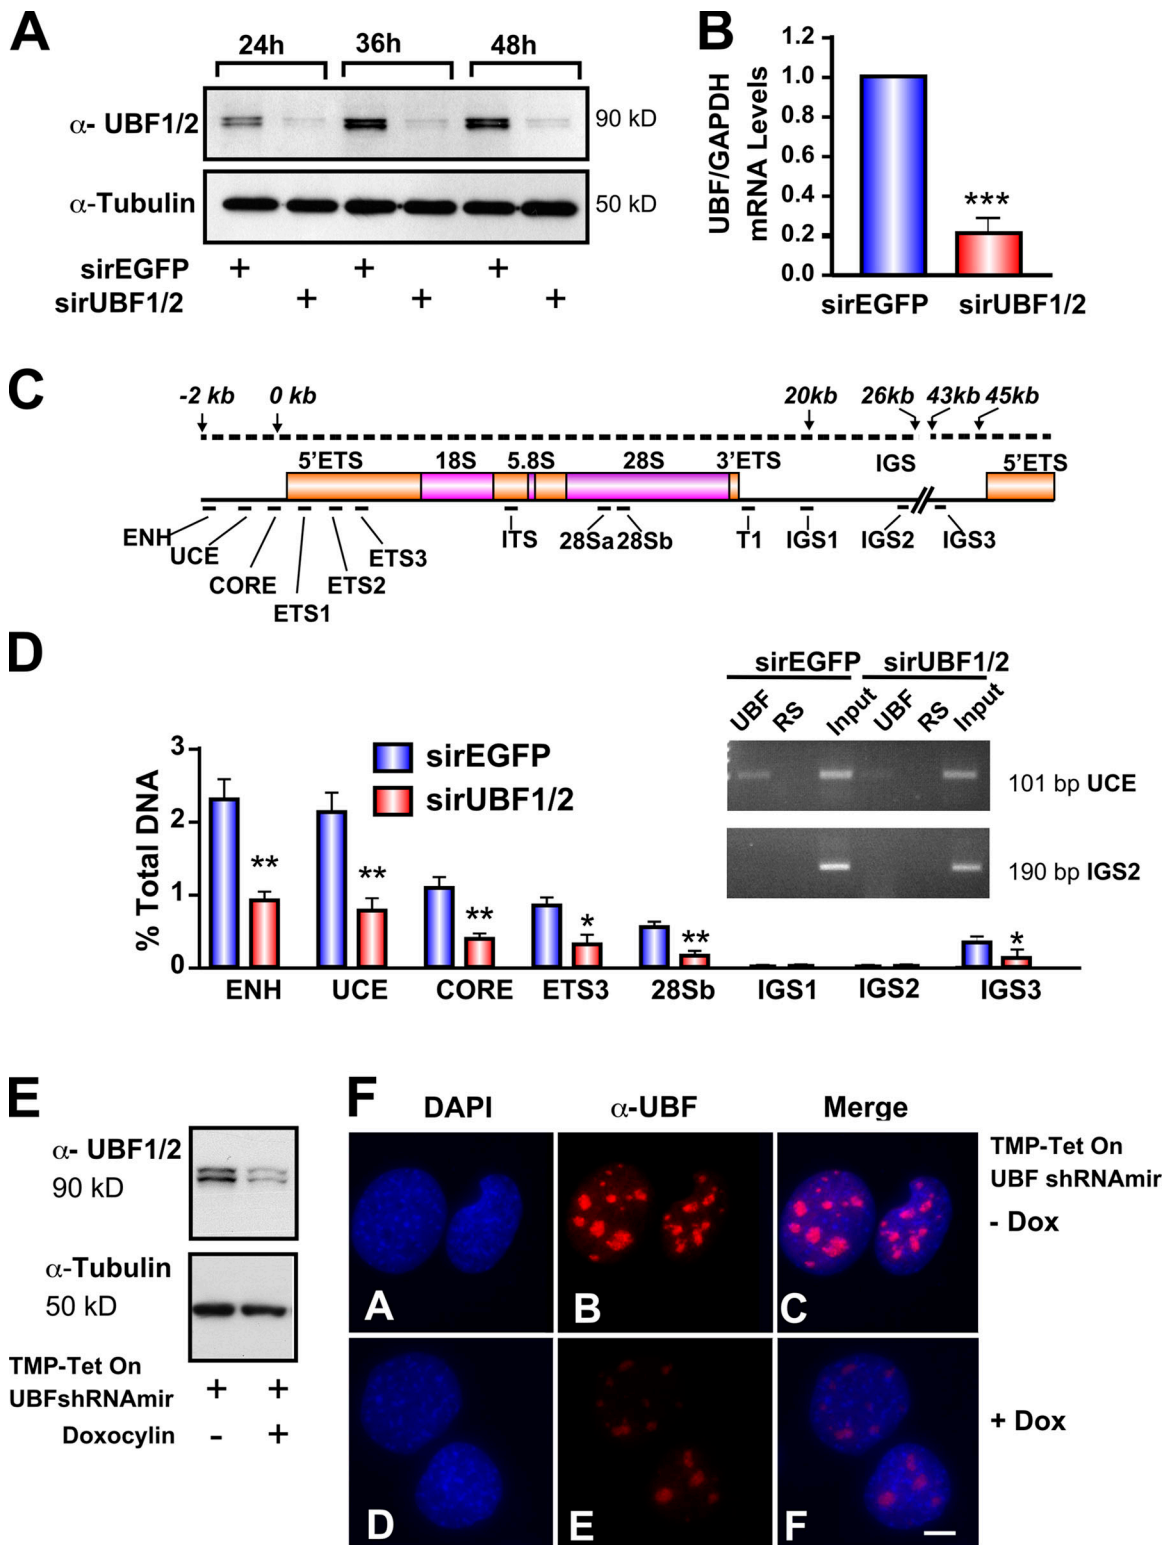 A
24h 36h 48h
α- UBF1/2
90 kD
α-Tubulin
50 kD
sirEGFP + + +
sirUBF1/2 + + +
B
UBF/GAPDH
mRNA Levels
1.2
1.0
0.8
0.6
0.4
0.2
0.0
***
sirEGFP sirUBF1/2
C
-2 kb 0 kb 20kb 26kb 43kb 45kb
5'ETS 18S 5.8S 28S 3'ETS IGS 5'ETS
ENH UCE CORE ETS1 ETS2 ETS3 ITS 28Sa 28Sb T1 IGS1 IGS2 IGS3
D
% Total DNA
3
2
1
0
sirEGFP
sirUBF1/2
** ** ** * ** *
ENH UCE CORE ETS3 28Sb IGS1 IGS2 IGS3
sirEGFP sirUBF1/2
UBF RS Input UBF RS Input
101 bp UCE
190 bp IGS2
E
α- UBF1/2
90 kD
α-Tubulin
50 kD
TMP-Tet On
UBFshRNAmir + +
Doxocylin - +
F
DAPI α-UBF Merge
TMP-Tet On
UBF shRNAmir
- Dox
A B C
+ Dox
D E F